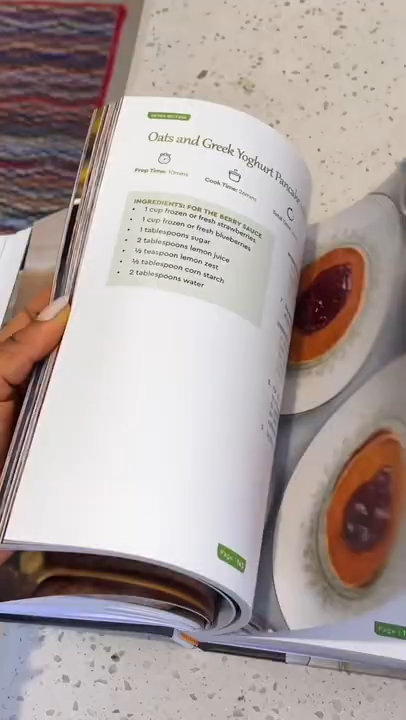 Oats and Greek Yoghurt Pancake
Prep Time: 10mins
Cook Time: 20mins
INGREDIENTS: FOR THE BERRY SAUCE
• 1 cup frozen or fresh strawberries
• 1 cup frozen or fresh blueberries
• 1 tablespoons sugar
• 2 tablespoons lemon juice
• ½ teaspoon lemon zest
• ½ tablespoon corn starch
• 2 tablespoons water
Page
Page